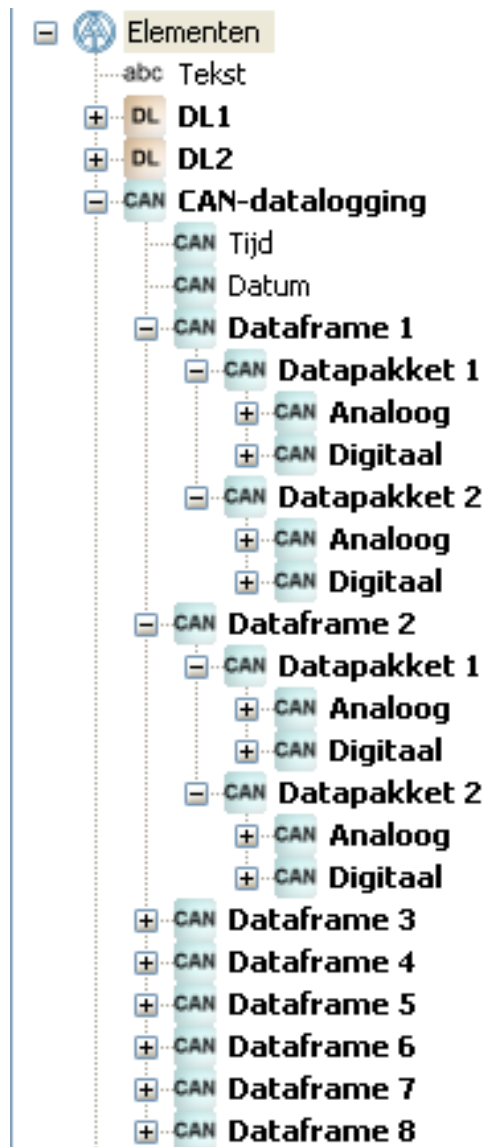 Elementen
abc Tekst
DL DL1
DL DL2
CAN CAN-datalogging
CAN Tijd
CAN Datum
CAN Dataframe 1
CAN Datapakket 1
CAN Analoog
CAN Digitaal
CAN Datapakket 2
CAN Analoog
CAN Digitaal
CAN Dataframe 2
CAN Datapakket 1
CAN Analoog
CAN Digitaal
CAN Datapakket 2
CAN Analoog
CAN Digitaal
CAN Dataframe 3
CAN Dataframe 4
CAN Dataframe 5
CAN Dataframe 6
CAN Dataframe 7
CAN Dataframe 8